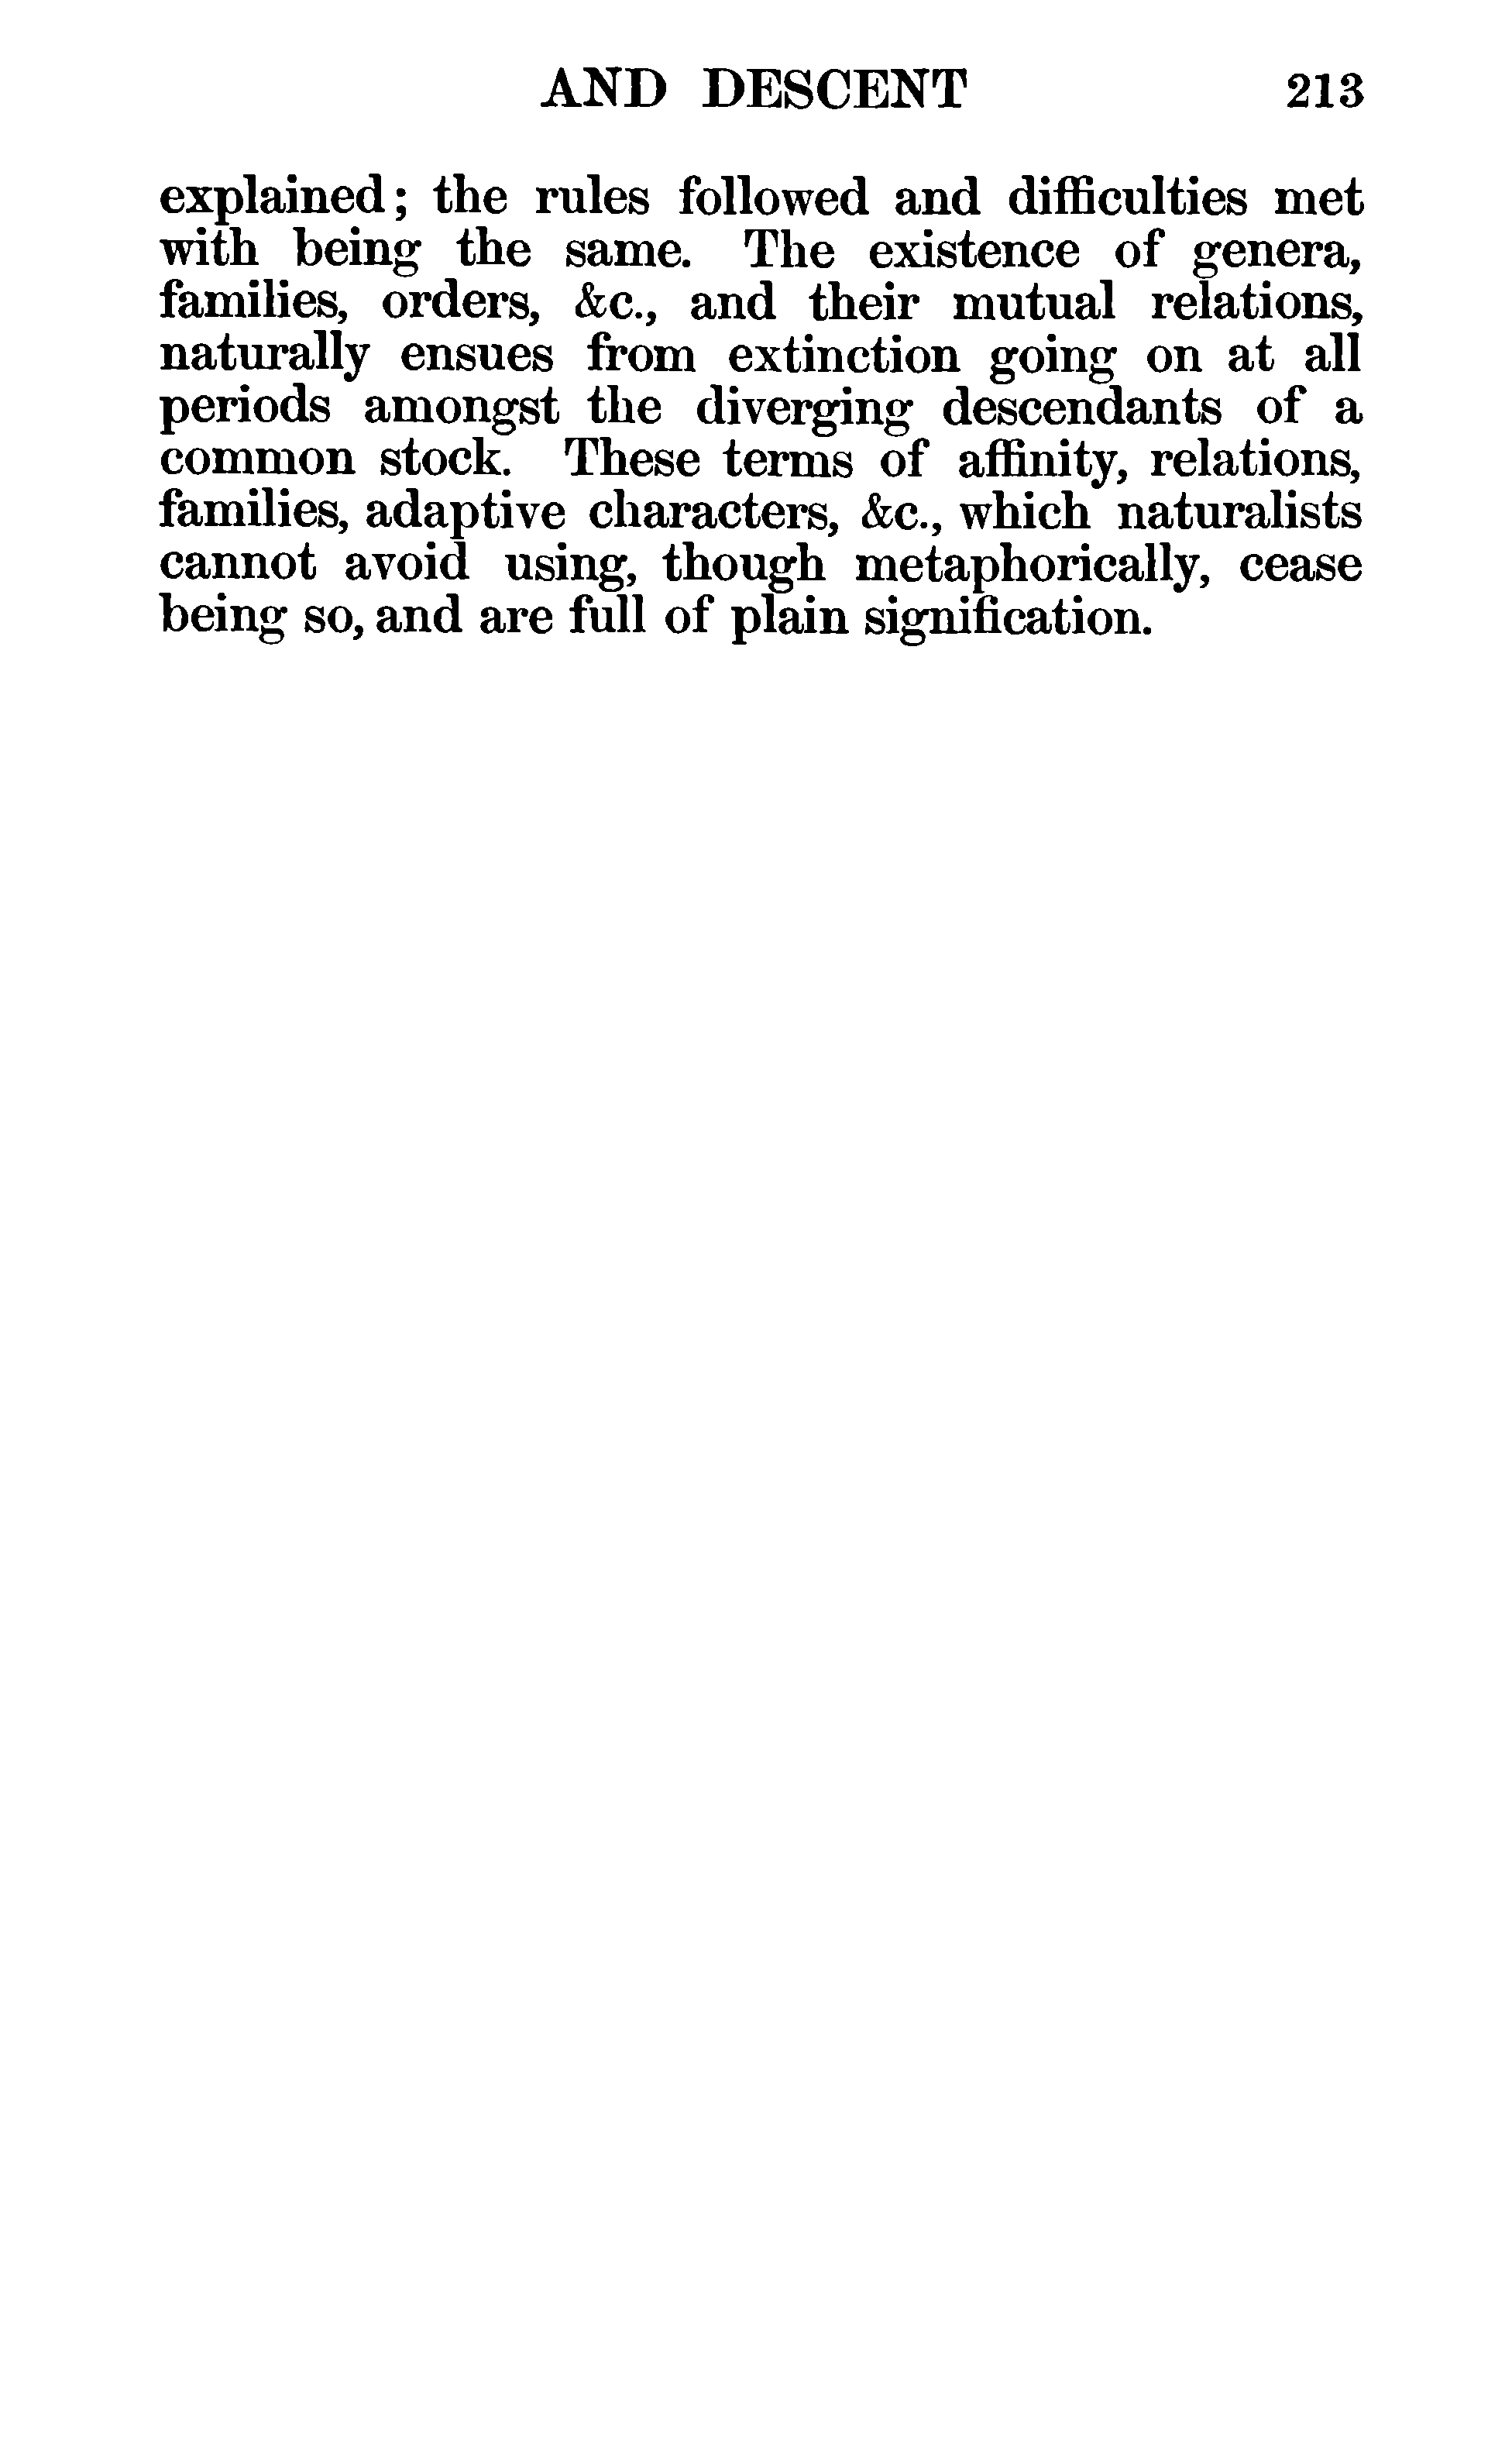 AND DESCENT 213
explained; the rules followed and difficulties met
with being the same. The existence of genera,
families, orders, &c., and their mutual relations,
naturally ensues from extinction going on at all
periods amongst the diverging descendants of a
common stock. These terms of affinity, relations,
families, adaptive characters, &c., which naturalists
cannot avoid using, though metaphorically, cease
being so, and are full of plain signification.